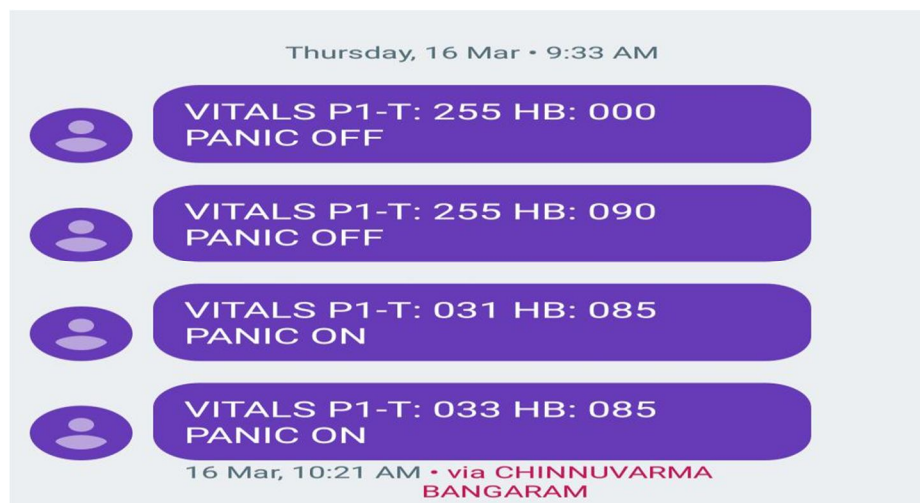 Thursday, 16 Mar • 9:33 AM
VITALS P1-T: 255 HB: 000
PANIC OFF
VITALS P1-T: 255 HB: 090
PANIC OFF
VITALS P1-T: 031 HB: 085
PANIC ON
VITALS P1-T: 033 HB: 085
PANIC ON
16 Mar, 10:21 AM • via CHINNUVARMA
BANGARAM